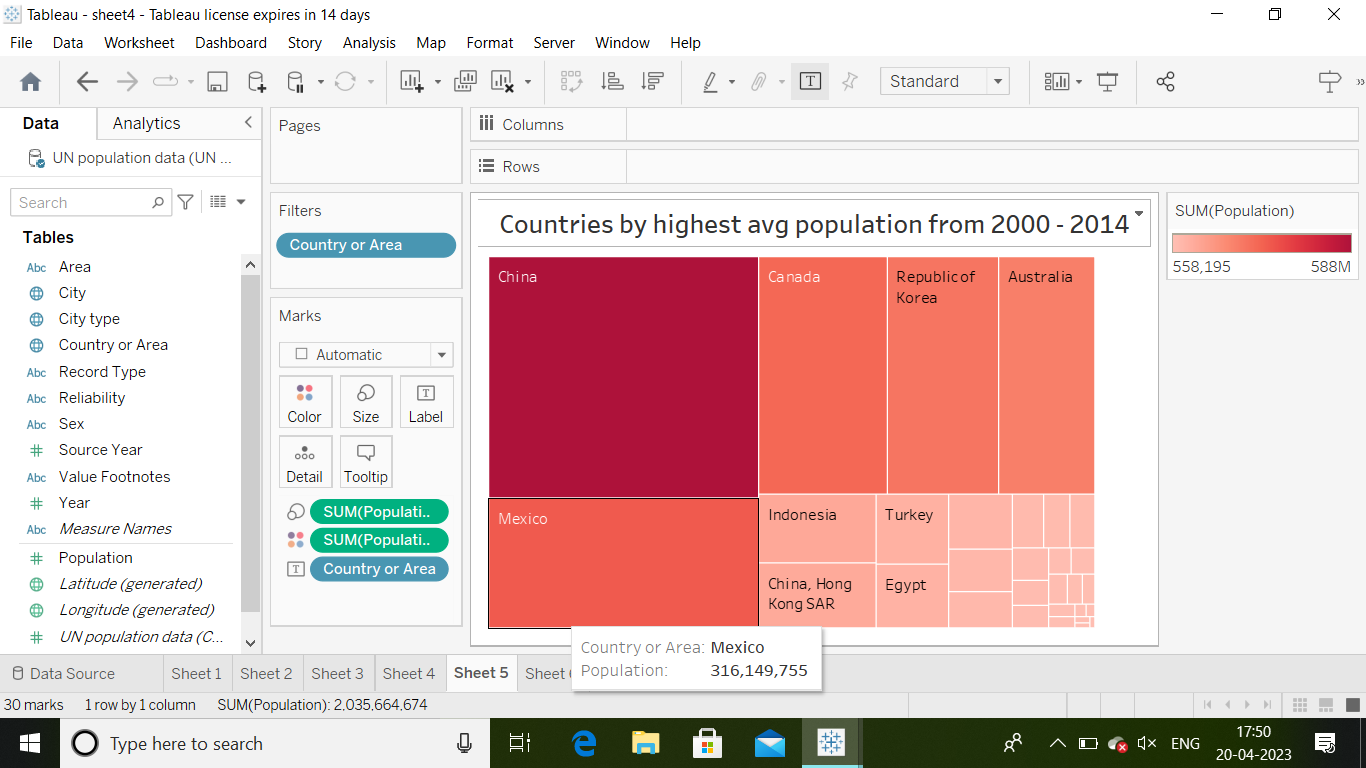 Tableau - sheet4 - Tableau license expires in 14 days
File Data Worksheet Dashboard Story Analysis Map Format Server Window Help
Standard
Data Analytics
UN population data (UN ...
Search
Tables
Abc Area
City
City type
Country or Area
Abc Record Type
Abc Reliability
Abc Sex
# Source Year
Abc Value Footnotes
# Year
Abc Measure Names
# Population
Latitude (generated)
Longitude (generated)
# UN population data (C...
Pages
Filters
Country or Area
Marks
Automatic
Color Size Label
Detail Tooltip
SUM(Populati..
SUM(Populati..
Country or Area
Columns
Rows
Countries by highest avg population from 2000 - 2014
China
Canada
Republic of
Korea
Australia
Mexico
Indonesia
Turkey
China, Hong
Kong SAR
Egypt
Country or Area: Mexico
Population: 316,149,755
SUM(Population)
558,195 588M
Data Source Sheet 1 Sheet 2 Sheet 3 Sheet 4 Sheet 5 Sheet 6
30 marks 1 row by 1 column SUM(Population): 2,035,664,674
Type here to search
ENG
17:50
20-04-2023